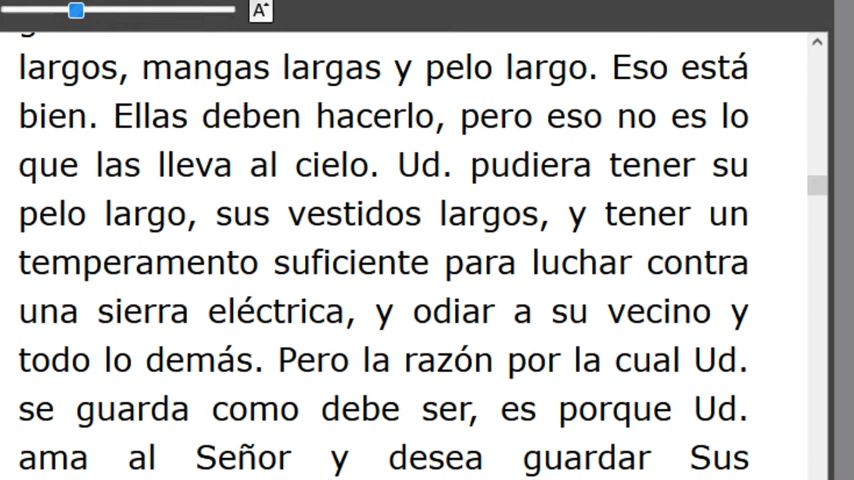 A
largos, mangas largas y pelo largo. Eso está
bien. Ellas deben hacerlo, pero eso no es lo
que las lleva al cielo. Ud. pudiera tener su
pelo largo, sus vestidos largos, y tener un
temperamento suficiente para luchar contra
una sierra eléctrica, y odiar a su vecino y
todo lo demás. Pero la razón por la cual Ud.
se guarda como debe ser, es porque Ud.
ama al Señor y desea guardar Sus